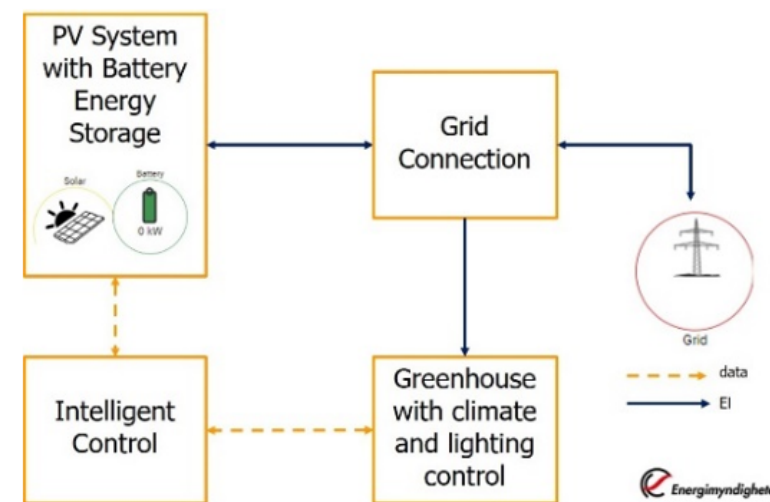 PV System
with Battery
Energy
Storage
Solar
Battery
0 kW
Grid
Connection
Grid
data
El
Intelligent
Control
Greenhouse
with climate
and lighting
control